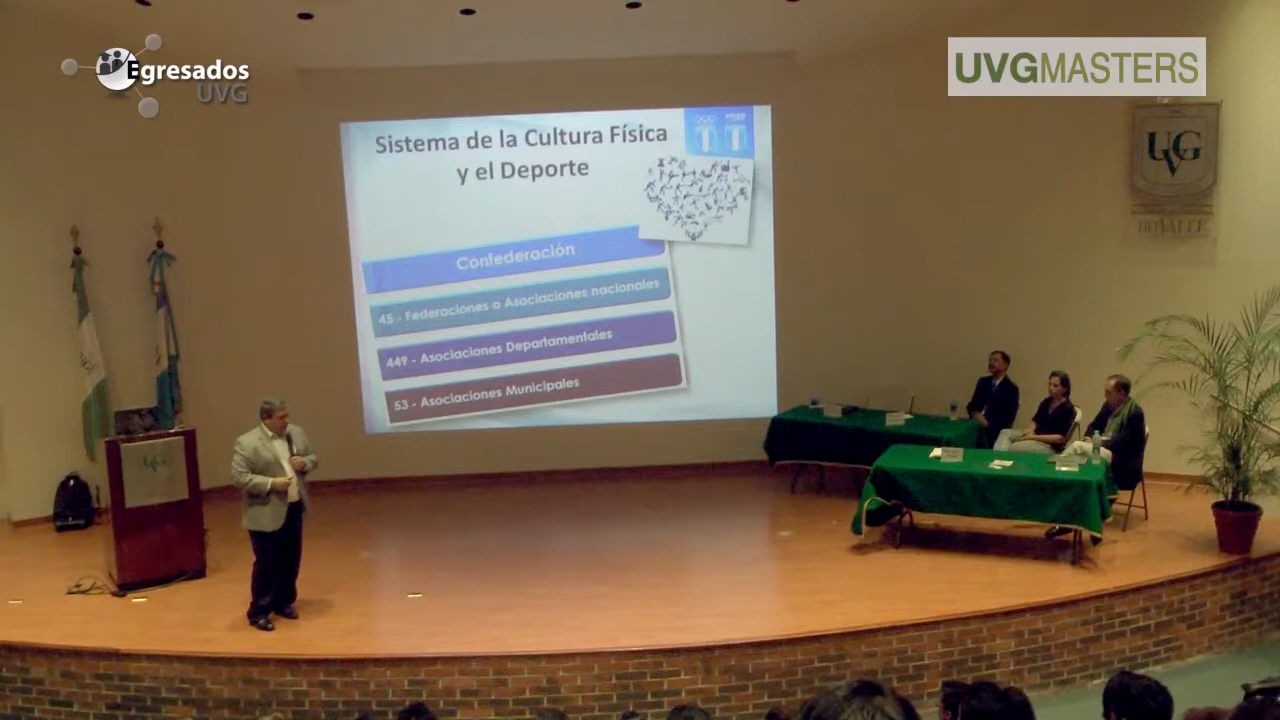 Egresados
UVG
UVGMASTERS
Sistema de la Cultura Física
y el Deporte
Confederación
45 - Federaciones o Asociaciones nacionales
449 - Asociaciones Departamentales
53 - Asociaciones Municipales
UVG
UVG